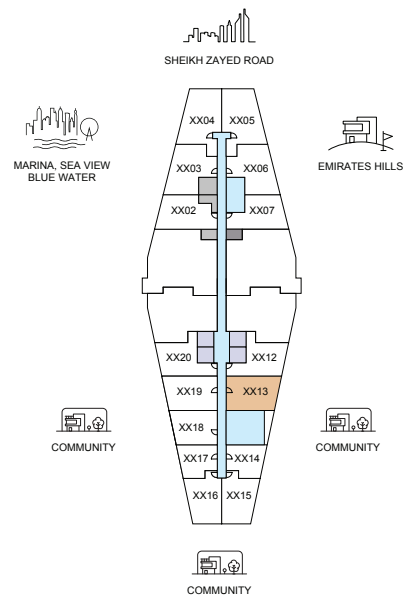 SHEIKH ZAYED ROAD
MARINA, SEA VIEW
BLUE WATER
EMIRATES HILLS
XX04
XX05
XX03
XX06
XX02
XX07
XX20
XX12
XX19
XX13
XX18
XX17
XX14
XX16
XX15
COMMUNITY
COMMUNITY
COMMUNITY